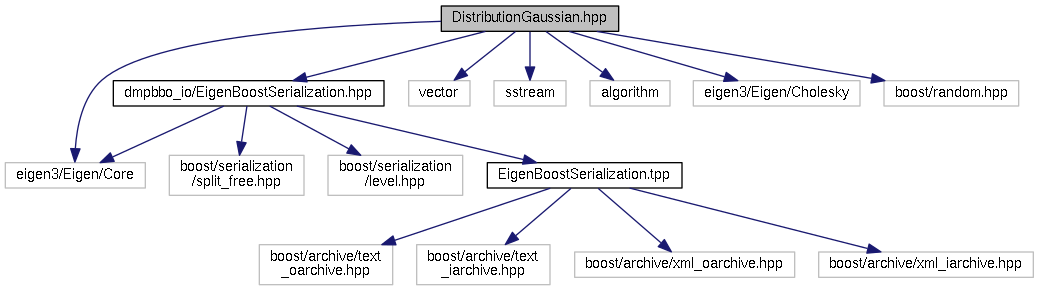 DistributionGaussian.hpp
dmpbbo_io/EigenBoostSerialization.hpp
vector
sstream
algorithm
eigen3/Eigen/Cholesky
boost/random.hpp
eigen3/Eigen/Core
boost/serialization
/split_free.hpp
boost/serialization
/level.hpp
EigenBoostSerialization.tpp
boost/archive/text
_oarchive.hpp
boost/archive/text
_iarchive.hpp
boost/archive/xml_oarchive.hpp
boost/archive/xml_iarchive.hpp